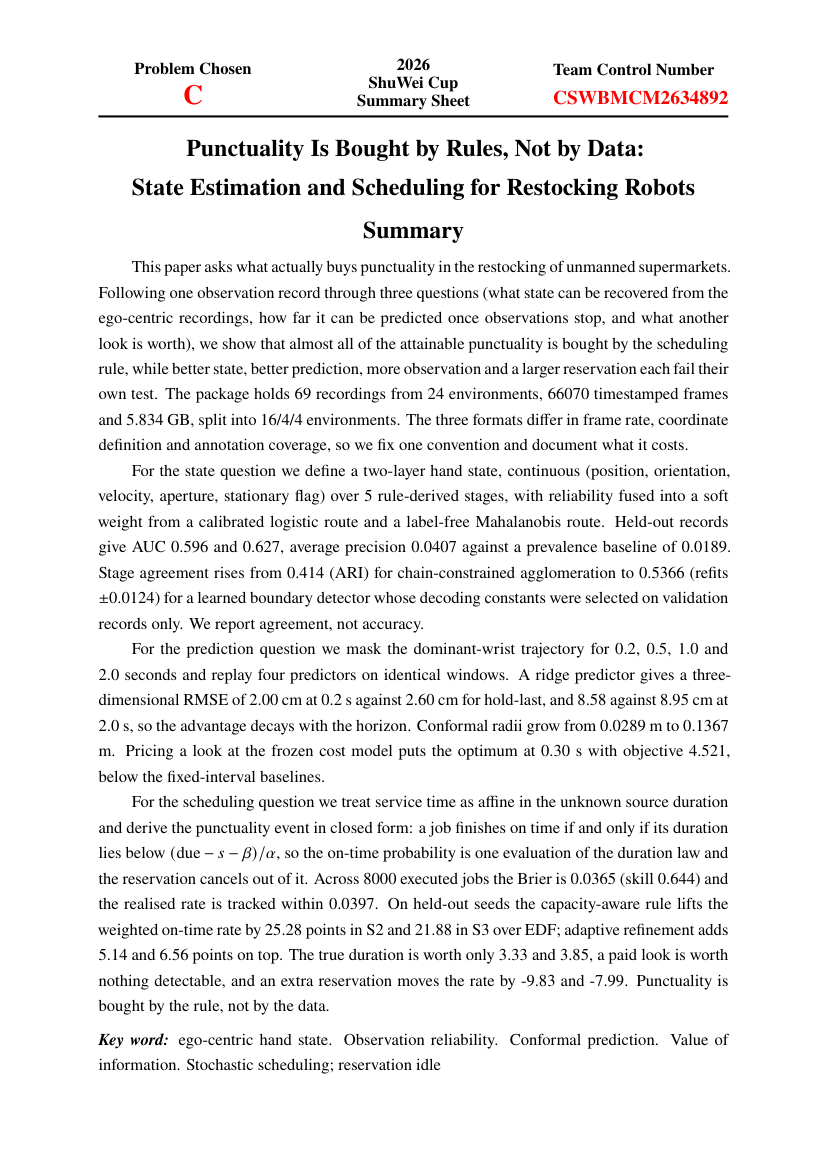 Problem Chosen
C
2026
ShuWei Cup
Summary Sheet
Team Control Number
CSWBMCM2634892
Punctuality Is Bought by Rules, Not by Data:
State Estimation and Scheduling for Restocking Robots
Summary
This paper asks what actually buys punctuality in the restocking of unmanned supermarkets.
Following one observation record through three questions (what state can be recovered from the
ego-centric recordings, how far it can be predicted once observations stop, and what another
look is worth), we show that almost all of the attainable punctuality is bought by the scheduling
rule, while better state, better prediction, more observation and a larger reservation each fail their
own test. The package holds 69 recordings from 24 environments, 66070 timestamped frames
and 5.834 GB, split into 16/4/4 environments. The three formats differ in frame rate, coordinate
definition and annotation coverage, so we fix one convention and document what it costs.
For the state question we define a two-layer hand state, continuous (position, orientation,
velocity, aperture, stationary flag) over 5 rule-derived stages, with reliability fused into a soft
weight from a calibrated logistic route and a label-free Mahalanobis route. Held-out records
give AUC 0.596 and 0.627, average precision 0.0407 against a prevalence baseline of 0.0189.
Stage agreement rises from 0.414 (ARI) for chain-constrained agglomeration to 0.5366 (refits
±0.0124) for a learned boundary detector whose decoding constants were selected on validation
records only. We report agreement, not accuracy.
For the prediction question we mask the dominant-wrist trajectory for 0.2, 0.5, 1.0 and
2.0 seconds and replay four predictors on identical windows. A ridge predictor gives a three-
dimensional RMSE of 2.00 cm at 0.2 s against 2.60 cm for hold-last, and 8.58 against 8.95 cm at
2.0 s, so the advantage decays with the horizon. Conformal radii grow from 0.0289 m to 0.1367
m. Pricing a look at the frozen cost model puts the optimum at 0.30 s with objective 4.521,
below the fixed-interval baselines.
For the scheduling question we treat service time as affine in the unknown source duration
and derive the punctuality event in closed form: a job finishes on time if and only if its duration
lies below (due − s − β)/α, so the on-time probability is one evaluation of the duration law and
the reservation cancels out of it. Across 8000 executed jobs the Brier is 0.0365 (skill 0.644) and
the realised rate is tracked within 0.0397. On held-out seeds the capacity-aware rule lifts the
weighted on-time rate by 25.28 points in S2 and 21.88 in S3 over EDF; adaptive refinement adds
5.14 and 6.56 points on top. The true duration is worth only 3.33 and 3.85, a paid look is worth
nothing detectable, and an extra reservation moves the rate by -9.83 and -7.99. Punctuality is
bought by the rule, not by the data.
Key word: ego-centric hand state. Observation reliability. Conformal prediction. Value of
information. Stochastic scheduling; reservation idle